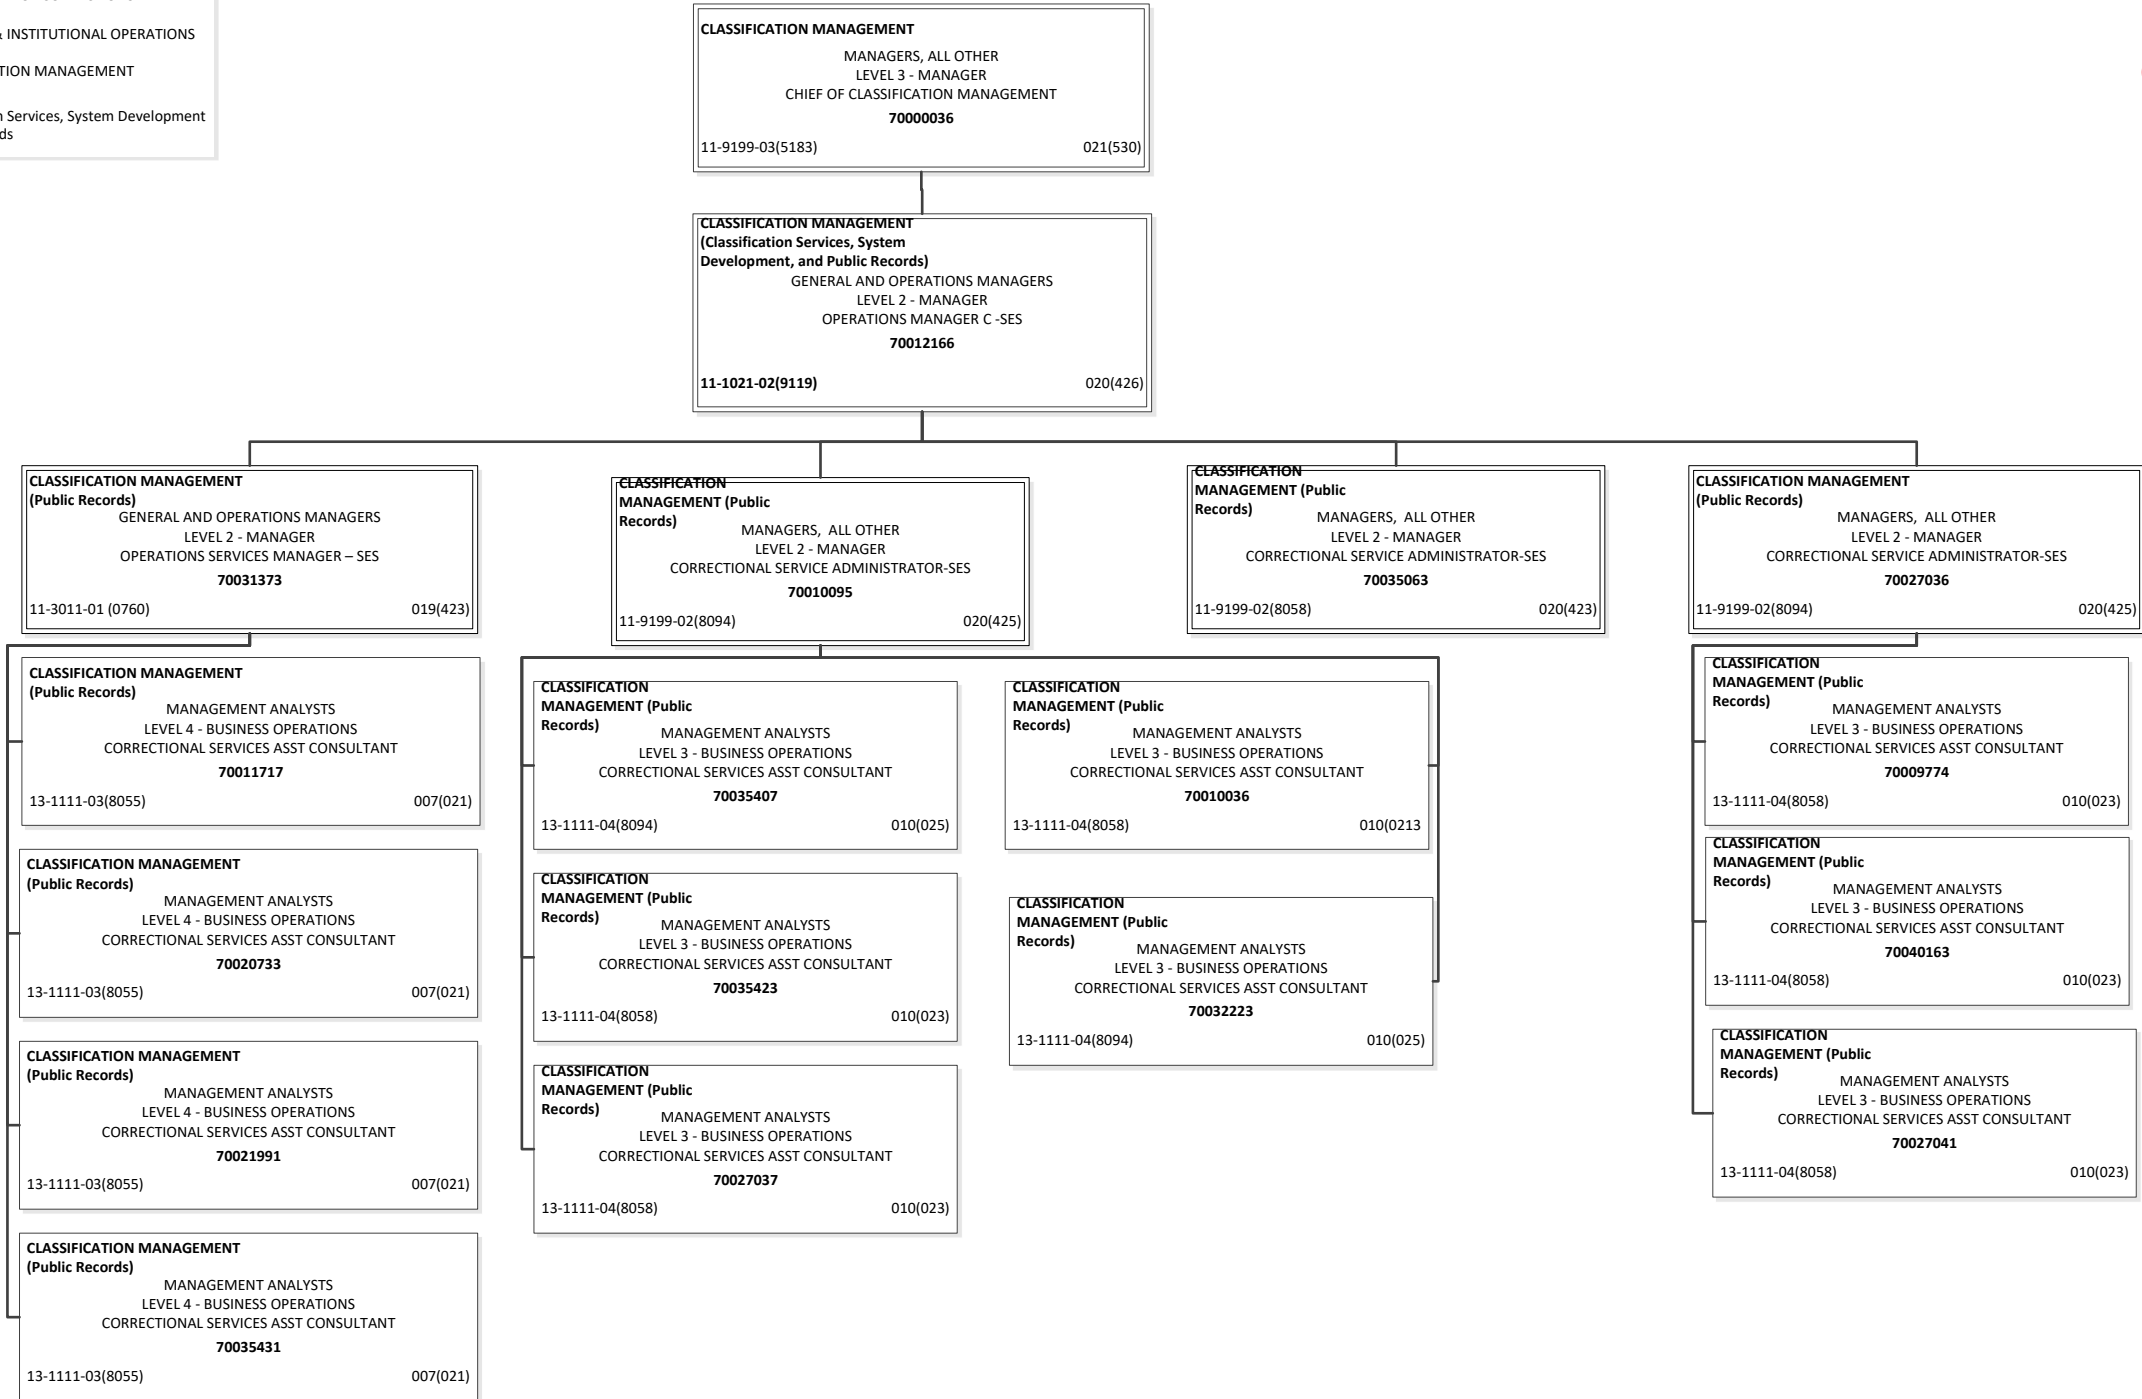 INSTITUTIONAL OPERATIONS
MANAGEMENT
Services, System Development
CLASSIFICATION MANAGEMENT
MANAGERS, ALL OTHER
LEVEL 3 - MANAGER
CHIEF OF CLASSIFICATION MANAGEMENT
70000036
11-9199-03(5183) 021(530)
CLASSIFICATION MANAGEMENT
(Classification Services, System
Development, and Public Records)
GENERAL AND OPERATIONS MANAGERS
LEVEL 2 - MANAGER
OPERATIONS MANAGER C -SES
70012166
11-1021-02(9119) 020(426)
CLASSIFICATION MANAGEMENT
(Public Records)
GENERAL AND OPERATIONS MANAGERS
LEVEL 2 - MANAGER
OPERATIONS SERVICES MANAGER – SES
70031373
11-3011-01 (0760) 019(423)
CLASSIFICATION
MANAGEMENT (Public
Records)
MANAGERS, ALL OTHER
LEVEL 2 - MANAGER
CORRECTIONAL SERVICE ADMINISTRATOR-SES
70010095
11-9199-02(8094) 020(425)
CLASSIFICATION
MANAGEMENT (Public
Records)
MANAGERS, ALL OTHER
LEVEL 2 - MANAGER
CORRECTIONAL SERVICE ADMINISTRATOR-SES
70035063
11-9199-02(8058) 020(423)
CLASSIFICATION MANAGEMENT
(Public Records)
MANAGERS, ALL OTHER
LEVEL 2 - MANAGER
CORRECTIONAL SERVICE ADMINISTRATOR-SES
70027036
11-9199-02(8094) 020(425)
CLASSIFICATION MANAGEMENT
(Public Records)
MANAGEMENT ANALYSTS
LEVEL 4 - BUSINESS OPERATIONS
CORRECTIONAL SERVICES ASST CONSULTANT
70011717
13-1111-03(8055) 007(021)
CLASSIFICATION MANAGEMENT
(Public Records)
MANAGEMENT ANALYSTS
LEVEL 4 - BUSINESS OPERATIONS
CORRECTIONAL SERVICES ASST CONSULTANT
70020733
13-1111-03(8055) 007(021)
CLASSIFICATION MANAGEMENT
(Public Records)
MANAGEMENT ANALYSTS
LEVEL 4 - BUSINESS OPERATIONS
CORRECTIONAL SERVICES ASST CONSULTANT
70021991
13-1111-03(8055) 007(021)
CLASSIFICATION MANAGEMENT
(Public Records)
MANAGEMENT ANALYSTS
LEVEL 4 - BUSINESS OPERATIONS
CORRECTIONAL SERVICES ASST CONSULTANT
70035431
13-1111-03(8055) 007(021)
CLASSIFICATION
MANAGEMENT (Public
Records)
MANAGEMENT ANALYSTS
LEVEL 3 - BUSINESS OPERATIONS
CORRECTIONAL SERVICES ASST CONSULTANT
70035407
13-1111-04(8094) 010(025)
CLASSIFICATION
MANAGEMENT (Public
Records)
MANAGEMENT ANALYSTS
LEVEL 3 - BUSINESS OPERATIONS
CORRECTIONAL SERVICES ASST CONSULTANT
70035423
13-1111-04(8058) 010(023)
CLASSIFICATION
MANAGEMENT (Public
Records)
MANAGEMENT ANALYSTS
LEVEL 3 - BUSINESS OPERATIONS
CORRECTIONAL SERVICES ASST CONSULTANT
70027037
13-1111-04(8058) 010(023)
CLASSIFICATION
MANAGEMENT (Public
Records)
MANAGEMENT ANALYSTS
LEVEL 3 - BUSINESS OPERATIONS
CORRECTIONAL SERVICES ASST CONSULTANT
70010036
13-1111-04(8058) 010(0213
CLASSIFICATION
MANAGEMENT (Public
Records)
MANAGEMENT ANALYSTS
LEVEL 3 - BUSINESS OPERATIONS
CORRECTIONAL SERVICES ASST CONSULTANT
70032223
13-1111-04(8094) 010(025)
CLASSIFICATION
MANAGEMENT (Public
Records)
MANAGEMENT ANALYSTS
LEVEL 3 - BUSINESS OPERATIONS
CORRECTIONAL SERVICES ASST CONSULTANT
70009774
13-1111-04(8058) 010(023)
CLASSIFICATION
MANAGEMENT (Public
Records)
MANAGEMENT ANALYSTS
LEVEL 3 - BUSINESS OPERATIONS
CORRECTIONAL SERVICES ASST CONSULTANT
70040163
13-1111-04(8058) 010(023)
CLASSIFICATION
MANAGEMENT (Public
Records)
MANAGEMENT ANALYSTS
LEVEL 3 - BUSINESS OPERATIONS
CORRECTIONAL SERVICES ASST CONSULTANT
70027041
13-1111-04(8058) 010(023)